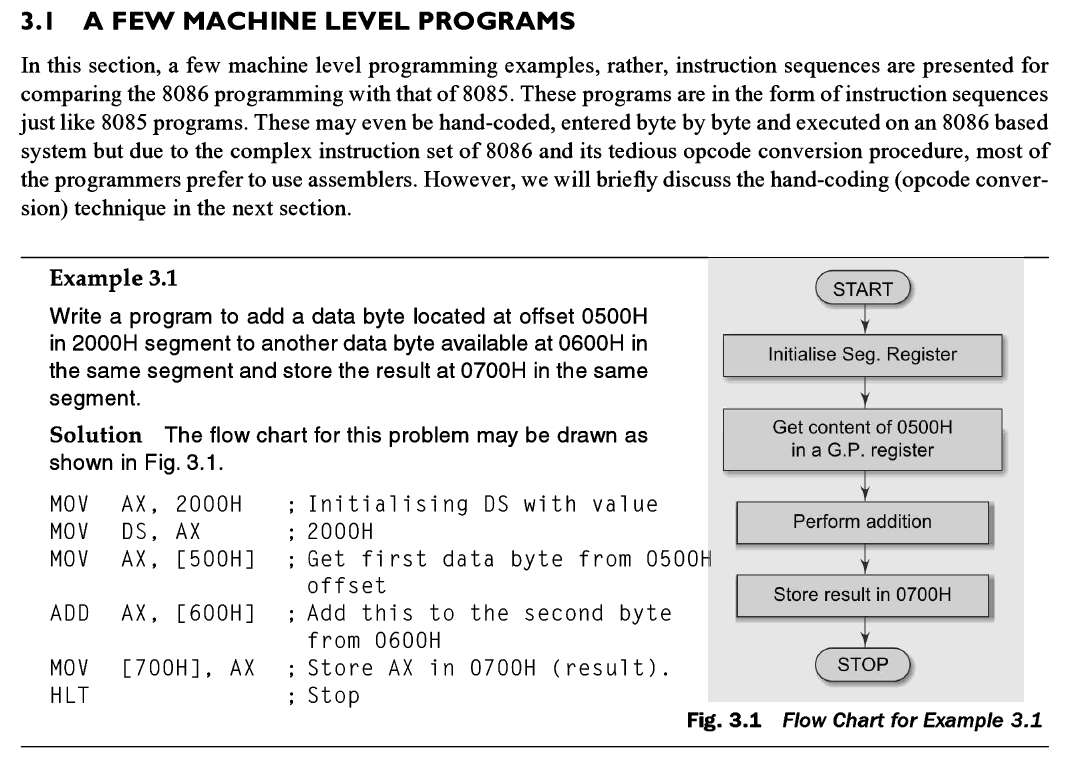 3.1 A FEW MACHINE LEVEL PROGRAMS
In this section, a few machine level programming examples, rather, instruction sequences are presented for
comparing the 8086 programming with that of 8085. These programs are in the form of instruction sequences
just like 8085 programs. These may even be hand-coded, entered byte by byte and executed on an 8086 based
system but due to the complex instruction set of 8086 and its tedious opcode conversion procedure, most of
the programmers prefer to use assemblers. However, we will briefly discuss the hand-coding (opcode conver-
sion) technique in the next section.
Example 3.1
Write a program to add a data byte located at offset 0500H
in 2000H segment to another data byte available at 0600H in
the same segment and store the result at 0700H in the same
segment.
Solution The flow chart for this problem may be drawn as
shown in Fig. 3.1.
MOV AX, 2000H ; Initialising DS with value
MOV DS, AX ; 2000H
MOV AX, [500H] ; Get first data byte from 0500H
offset
ADD AX, [600H] ; Add this to the second byte
from 0600H
MOV [700H], AX ; Store AX in 0700H (result).
HLT ; Stop
START
Initialise Seg. Register
Get content of 0500H
in a G.P. register
Perform addition
Store result in 0700H
STOP
Fig. 3.1 Flow Chart for Example 3.1